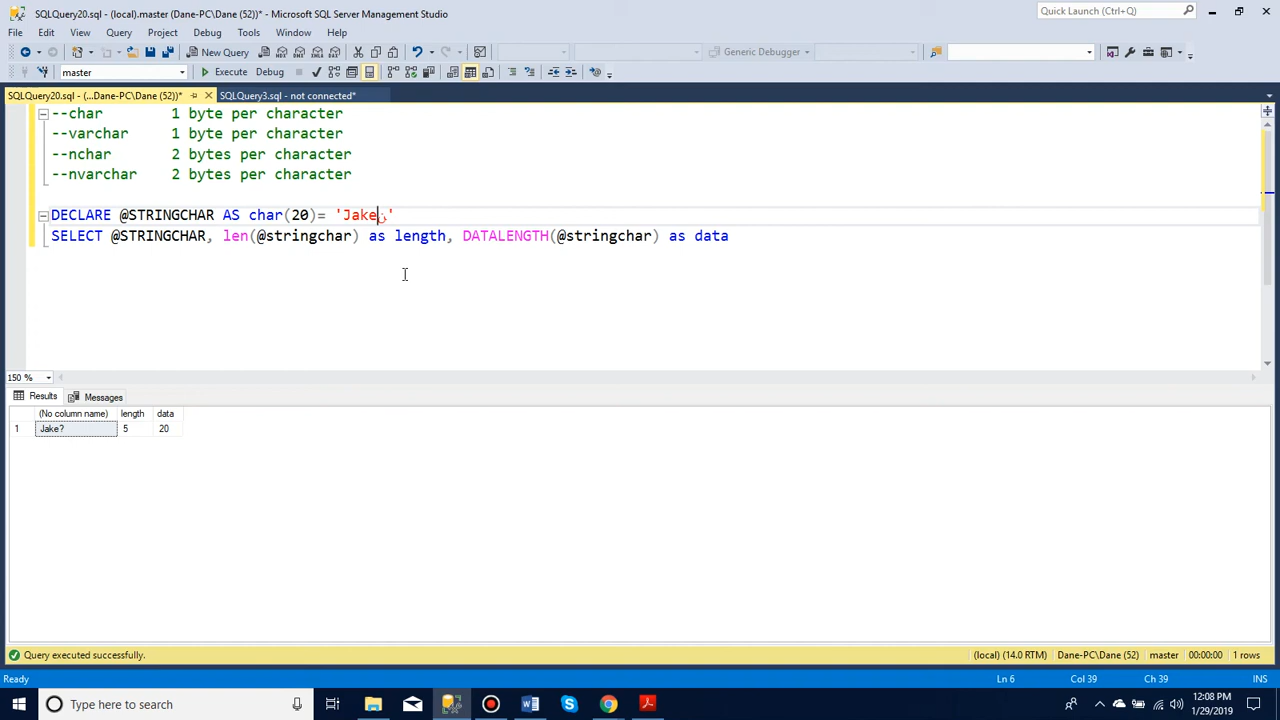 SQLQuery20.sql - (local).master (Dane-PC\Dane (52))* - Microsoft SQL Server Management Studio
Quick Launch (Ctrl+Q)
File Edit View Query Project Debug Tools Window Help
New Query Generic Debugger
master Execute Debug
SQLQuery20.sql - (...Dane-PC\Dane (52))* SQLQuery3.sql - not connected*
--char 1 byte per character
--varchar 1 byte per character
--nchar 2 bytes per character
--nvarchar 2 bytes per character
DECLARE @STRINGCHAR AS char(20)= 'Jake
SELECT @STRINGCHAR, len(@stringchar) as length, DATALENGTH(@stringchar) as data
150 %
Results Messages
(No column name) length data
1 Jake? 5 20
Query executed successfully. (local) (14.0 RTM) Dane-PC\Dane (52) master 00:00:00 1 rows
Ready Ln 6 Col 39 Ch 39 INS
Type here to search 12:08 PM
1/29/2019